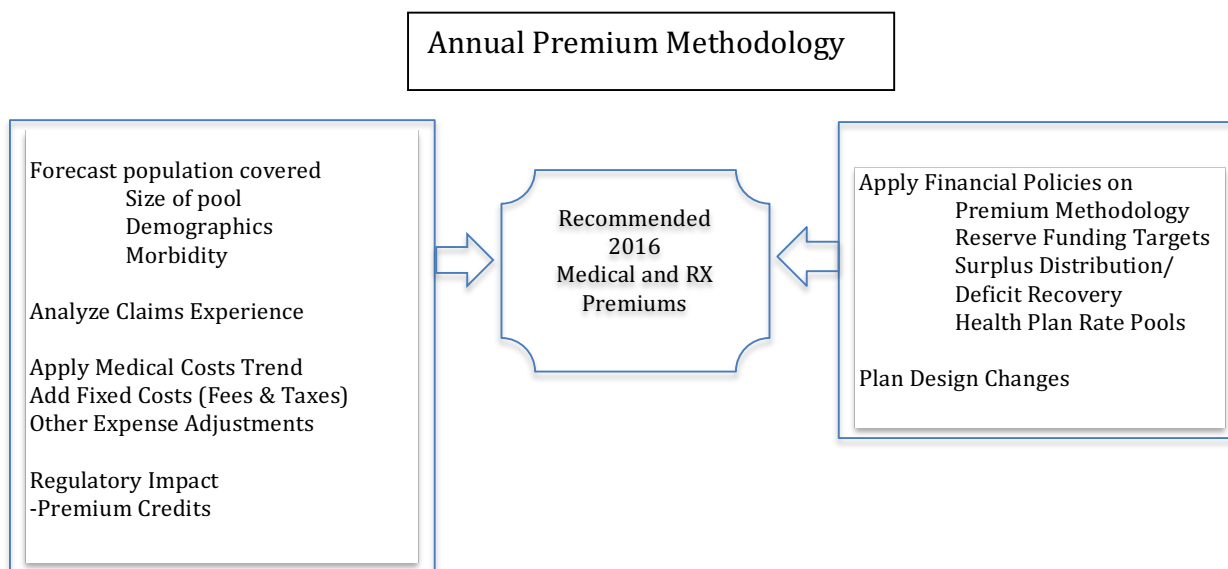 Annual Premium Methodology
Forecast population covered
Size of pool
Demographics
Morbidity
Analyze Claims Experience
Apply Medical Costs Trend
Add Fixed Costs (Fees & Taxes)
Other Expense Adjustments
Regulatory Impact
-Premium Credits
Recommended
2016
Medical and RX
Premiums
Apply Financial Policies on
Premium Methodology
Reserve Funding Targets
Surplus Distribution/
Deficit Recovery
Health Plan Rate Pools
Plan Design Changes